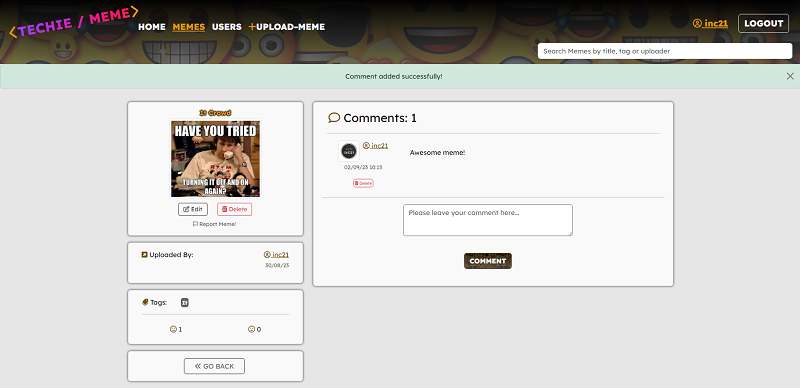 <TECHIE / MEME>
HOME MEMES USERS +UPLOAD-MEME
inc21
LOGOUT
Search Memes by title, tag or uploader
Comment added successfully!
It Crowd
HAVE YOU TRIED
TURNING IT OFF AND ON
AGAIN?
Edit Delete
Report Meme!
Uploaded By: inc21
30/08/23
Tags: IT
1 0
GO BACK
Comments: 1
inc21
Awesome meme!
02/09/23 10:15
Delete
Please leave your comment here...
COMMENT